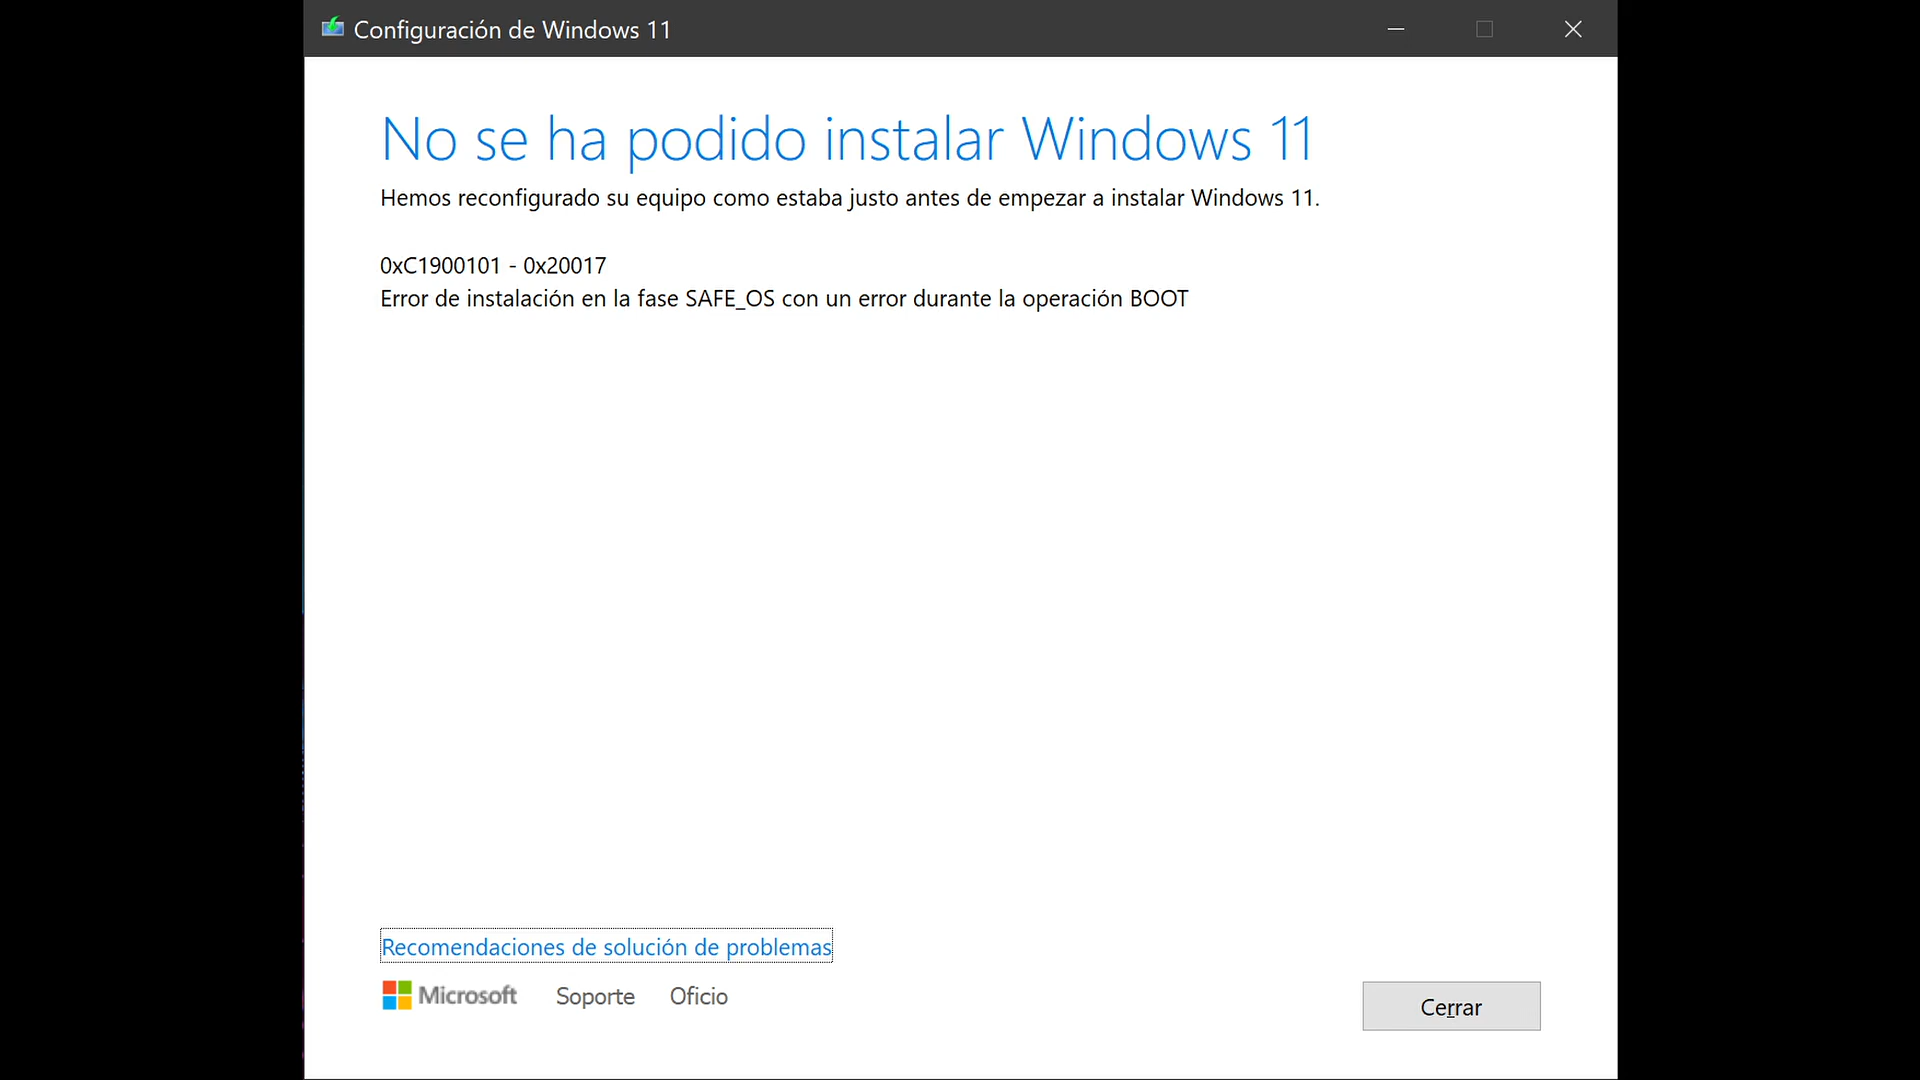 Configuración de Windows 11
No se ha podido instalar Windows 11
Hemos reconfigurado su equipo como estaba justo antes de empezar a instalar Windows 11.
0xC1900101 - 0x20017
Error de instalación en la fase SAFE_OS con un error durante la operación BOOT
Recomendaciones de solución de problemas
Microsoft Soporte Oficio
Cerrar